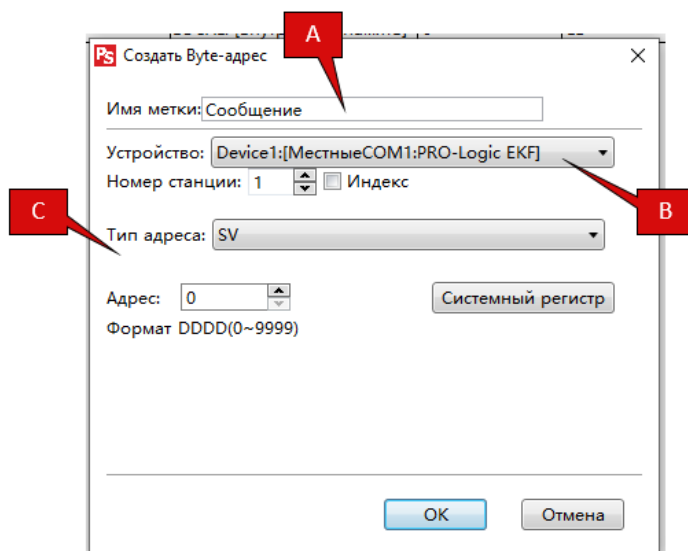 A
PS Создать Byte-адрес
Имя метки: Сообщение
Устройство: Device1:[МестныеCOM1:PRO-Logic EKF]
Номер станции: 1 Индекс
B
C
Тип адреса: SV
Адрес: 0 Системный регистр
Формат DDDD(0~9999)
OK Отмена